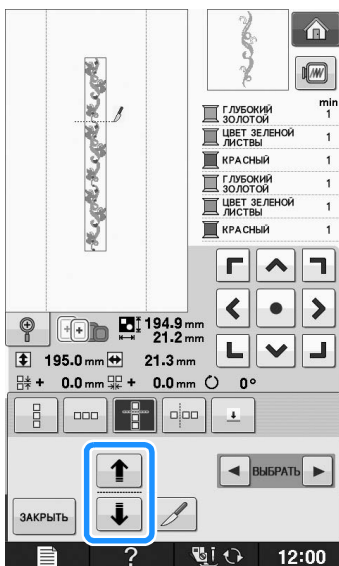 min
ГЛУБОКИЙ
ЗОЛОТОЙ 1
ЦВЕТ ЗЕЛЕНОЙ
ЛИСТВЫ 1
КРАСНЫЙ 1
ГЛУБОКИЙ
ЗОЛОТОЙ 1
ЦВЕТ ЗЕЛЕНОЙ
ЛИСТВЫ 1
КРАСНЫЙ 1
194.9 mm
21.2 mm
195.0 mm 21.3 mm
+ 0.0 mm + 0.0 mm 0°
ВЫБРАТЬ
ЗАКРЫТЬ
? 12:00